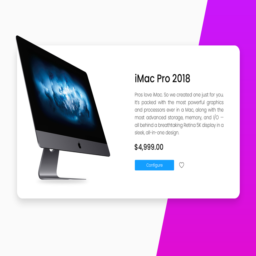 iMac Pro 2018
Pros love iMac. So we created one just for you.
It's packed with the most powerful graphics
and processors ever in a Mac, along with the
most advanced storage, memory, and I/O —
all behind a breathtaking Retina 5K display in a
sleek, all-in-one design.
$4,999.00
Configure